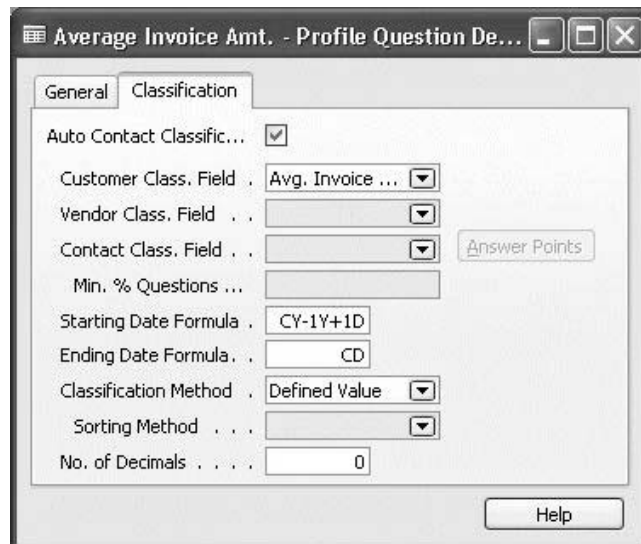 Average Invoice Amt. - Profile Question De...
General Classification
Auto Contact Classific...
Customer Class. Field . Avg. Invoice ...
Vendor Class. Field . .
Contact Class. Field . . Answer Points
Min. % Questions ...
Starting Date Formula . CY-1Y+1D
Ending Date Formula. . CD
Classification Method . Defined Value
Sorting Method . . .
No. of Decimals . . . . 0
Help